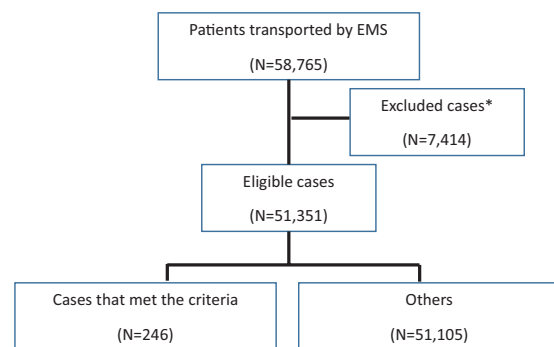 Patients transported by EMS
(N=58,765)
Excluded cases*
(N=7,414)
Eligible cases
(N=51,351)
Cases that met the criteria
(N=246)
Others
(N=51,105)